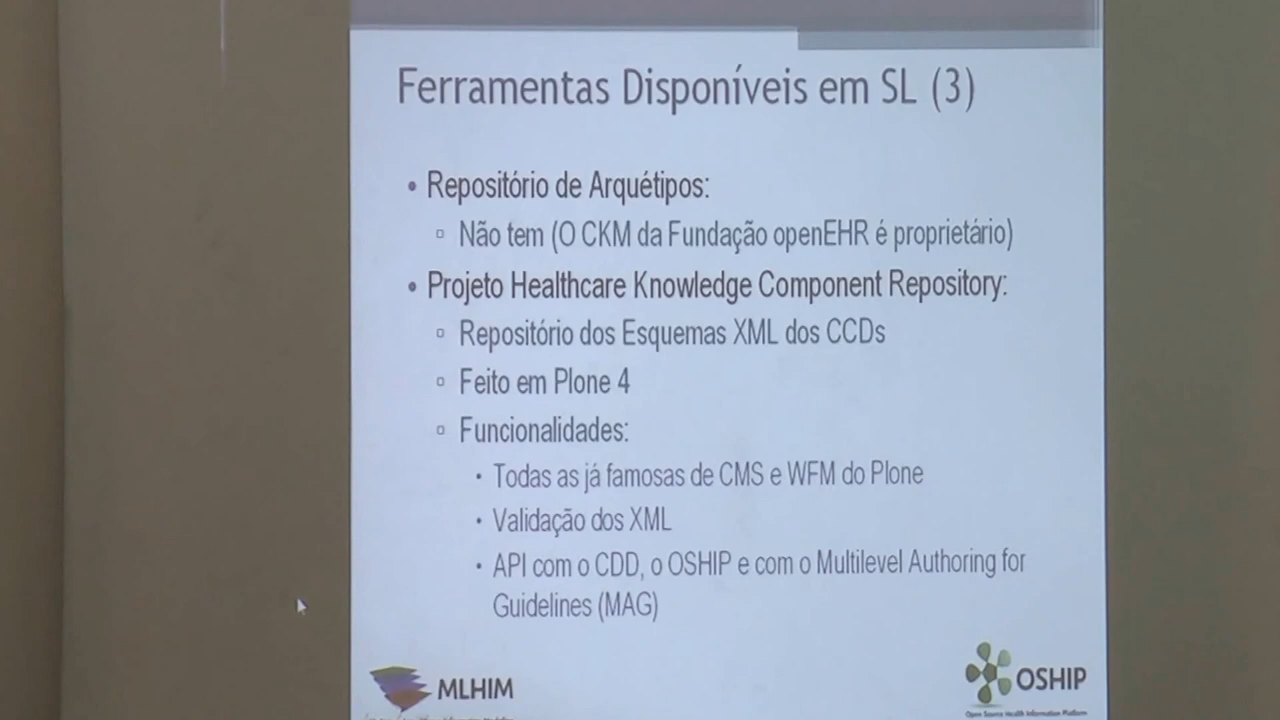 Ferramentas Disponíveis em SL (3)
• Repositório de Arquétipos:
▫ Não tem (O CKM da Fundação openEHR é proprietário)
• Projeto Healthcare Knowledge Component Repository:
▫ Repositório dos Esquemas XML dos CCDs
▫ Feito em Plone 4
▫ Funcionalidades:
• Todas as já famosas de CMS e WFM do Plone
• Validação dos XML
• API com o CDD, o OSHIP e com o Multilevel Authoring for
Guidelines (MAG)
MLHIM
OSHIP
Open Source Health Information Platform